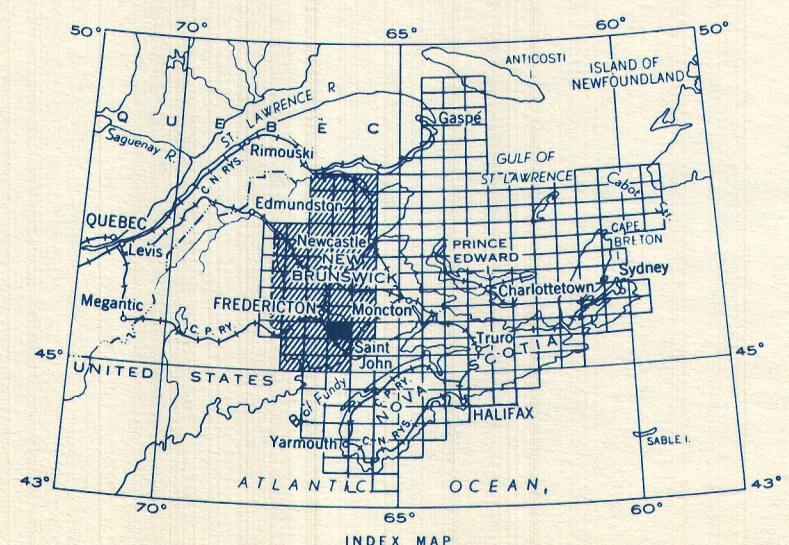 50° 70° 65° 60° 50°
ANTICOSTI
I
ISLAND OF
NEWFOUNDLAND
Q U E B E C
ST. LAWRENCE R
Saguenay R.
Gaspé
Rimouski
C.N.RYS.
GULF OF
ST LAWRENCE
Cabot Str.
Edmundston
QUEBEC
Levis
Newcastle
NEW
BRUNSWICK
PRINCE
EDWARD
I
CAPE
BRETON
I
Sydney
Charlottetown
Megantic
FREDERICTON
Moncton
C.P.RY
Truro
Saint
John
45° 45°
UNITED STATES
B. of Fundy
C.P.RY.
NOVA SCOTIA
HALIFAX
Yarmouth
C.N.RYS.
SABLE I.
43° ATLANTIC OCEAN 43°
70° 65° 60°
INDEX MAP